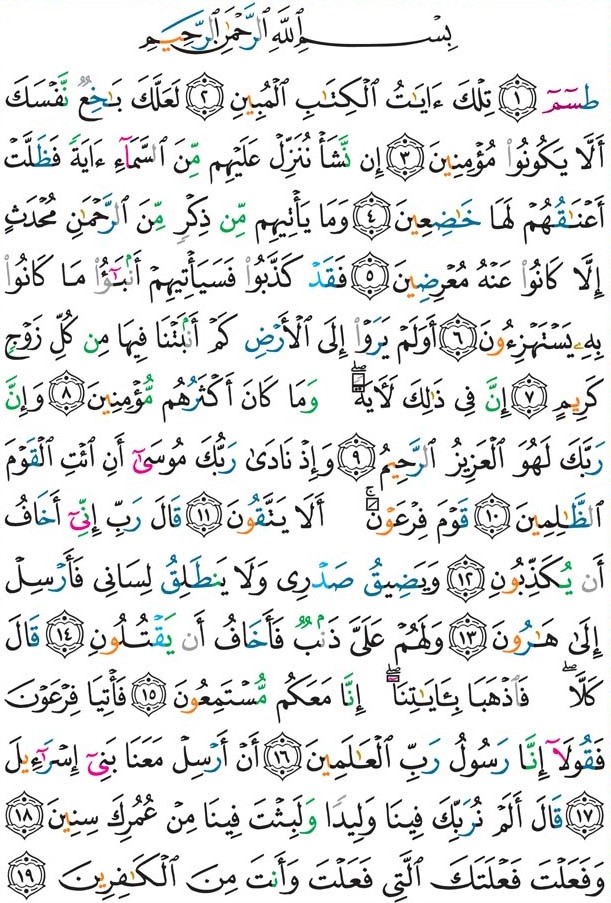 بِسْمِ ٱللَّهِ ٱلرَّحْمَٰنِ ٱلرَّحِيمِ
طسٓمٓ ۝١ تِلْكَ ءَايَٰتُ ٱلْكِتَٰبِ ٱلْمُبِينِ ۝٢ لَعَلَّكَ بَٰخِعٌ نَّفْسَكَ
أَلَّا يَكُونُوا۟ مُؤْمِنِينَ ۝٣ إِن نَّشَأْ نُنَزِّلْ عَلَيْهِم مِّنَ ٱلسَّمَآءِ ءَايَةً فَظَلَّتْ
أَعْنَٰقُهُمْ لَهَا خَٰضِعِينَ ۝٤ وَمَا يَأْتِيهِم مِّن ذِكْرٍ مِّنَ ٱلرَّحْمَٰنِ مُحْدَثٍ
إِلَّا كَانُوا۟ عَنْهُ مُعْرِضِينَ ۝٥ فَقَدْ كَذَّبُوا۟ فَسَيَأْتِيهِمْ أَنۢبَٰٓؤُا۟ مَا كَانُوا۟
بِهِۦ يَسْتَهْزِءُونَ ۝٦ أَوَلَمْ يَرَوْا۟ إِلَى ٱلْأَرْضِ كَمْ أَنۢبَتْنَا فِيهَا مِن كُلِّ زَوْجٍ
كَرِيمٍ ۝٧ إِنَّ فِى ذَٰلِكَ لَءَايَةً ۖ وَمَا كَانَ أَكْثَرُهُم مُّؤْمِنِينَ ۝٨ وَإِنَّ
رَبَّكَ لَهُوَ ٱلْعَزِيزُ ٱلرَّحِيمُ ۝٩ وَإِذْ نَادَىٰ رَبُّكَ مُوسَىٰٓ أَنِ ٱئْتِ ٱلْقَوْمَ
ٱلظَّٰلِمِينَ ۝١٠ قَوْمَ فِرْعَوْنَ ۚ أَلَا يَتَّقُونَ ۝١١ قَالَ رَبِّ إِنِّىٓ أَخَافُ
أَن يُكَذِّبُونِ ۝١٢ وَيَضِيقُ صَدْرِى وَلَا يَنطَلِقُ لِسَانِى فَأَرْسِلْ
إِلَىٰ هَٰرُونَ ۝١٣ وَلَهُمْ عَلَىَّ ذَنۢبٌ فَأَخَافُ أَن يَقْتُلُونِ ۝١٤ قَالَ
كَلَّا ۖ فَٱذْهَبَا بِـَٔايَٰتِنَآ ۖ إِنَّا مَعَكُم مُّسْتَمِعُونَ ۝١٥ فَأْتِيَا فِرْعَوْنَ
فَقُولَآ إِنَّا رَسُولُ رَبِّ ٱلْعَٰلَمِينَ ۝١٦ أَنْ أَرْسِلْ مَعَنَا بَنِىٓ إِسْرَٰٓءِيلَ
۝١٧ قَالَ أَلَمْ نُرَبِّكَ فِينَا وَلِيدًا وَلَبِثْتَ فِينَا مِنْ عُمُرِكَ سِنِينَ ۝١٨
وَفَعَلْتَ فَعْلَتَكَ ٱلَّتِى فَعَلْتَ وَأَنتَ مِنَ ٱلْكَٰفِرِينَ ۝١٩